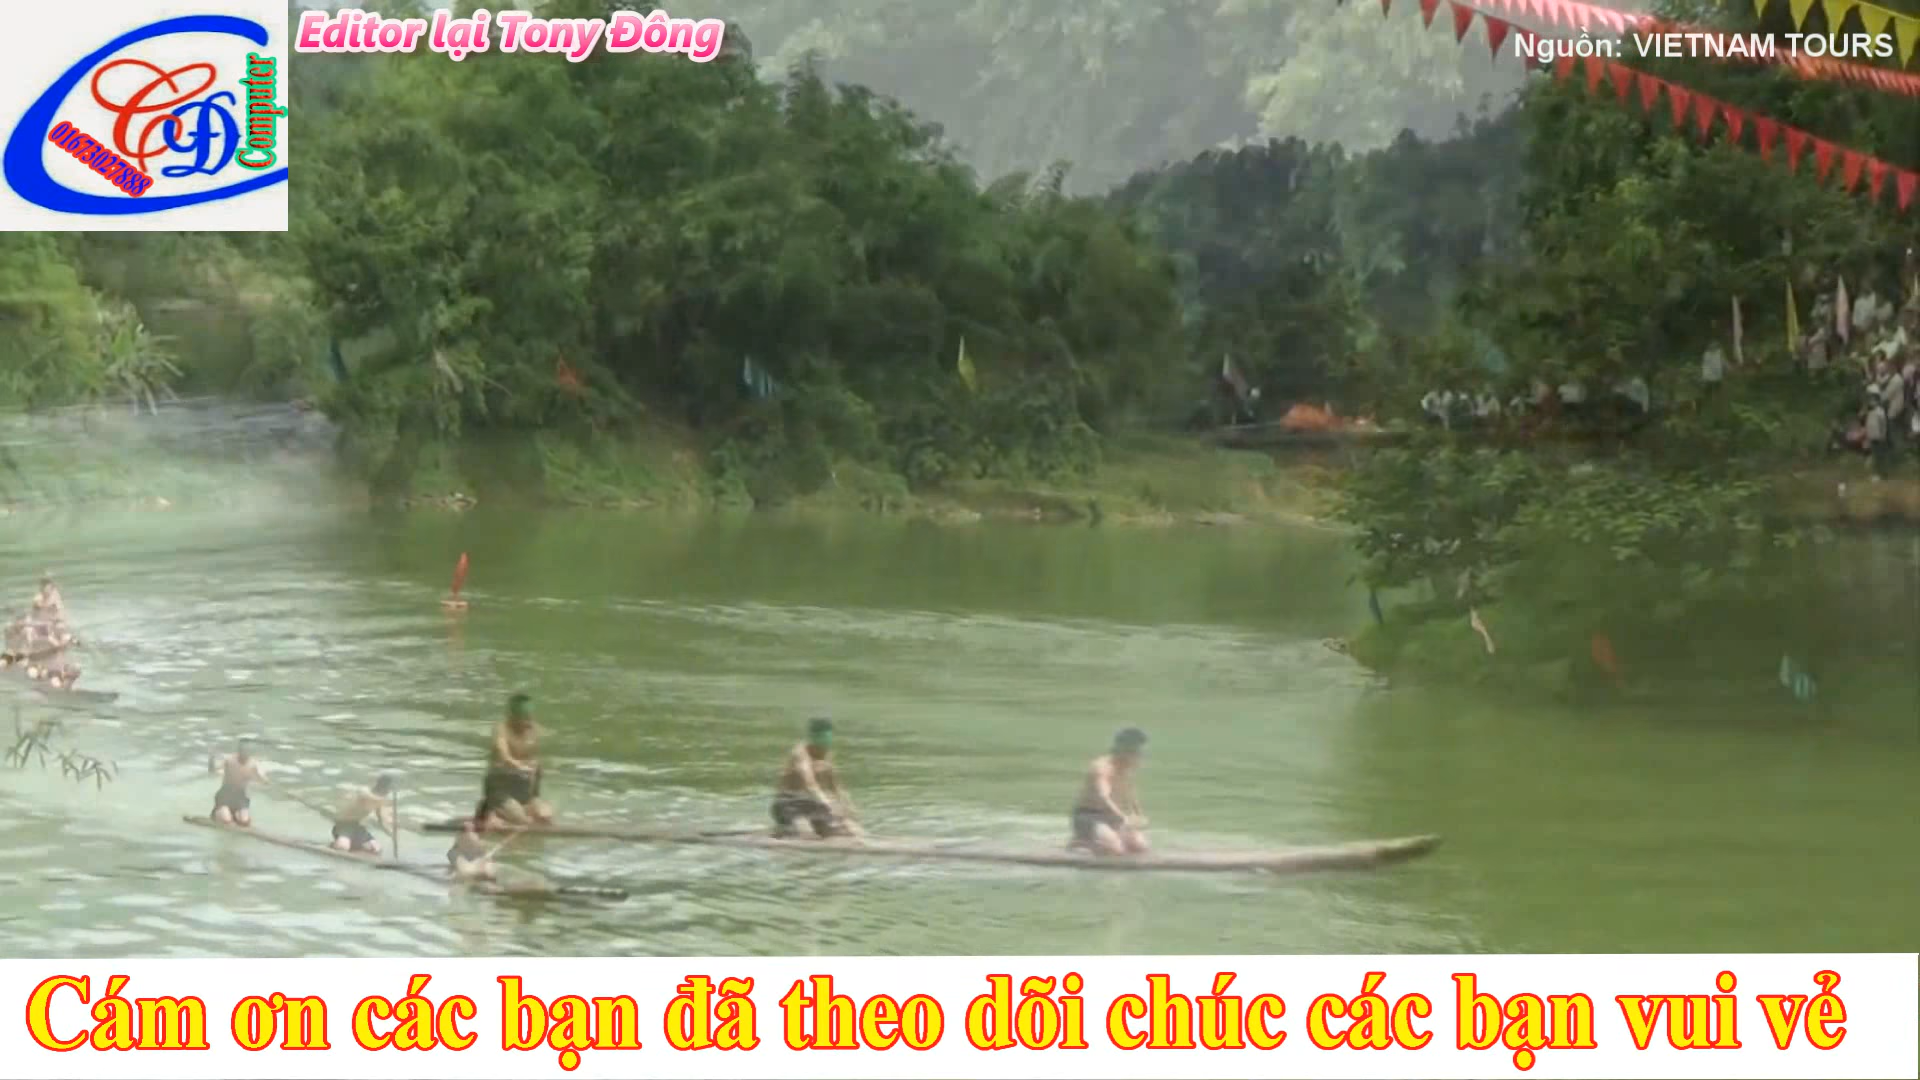 Editor lại Tony Đông
Nguồn: VIETNAM TOURS
CĐ
Computer
01673027888
Cám ơn các bạn đã theo dõi chúc các bạn vui vẻ